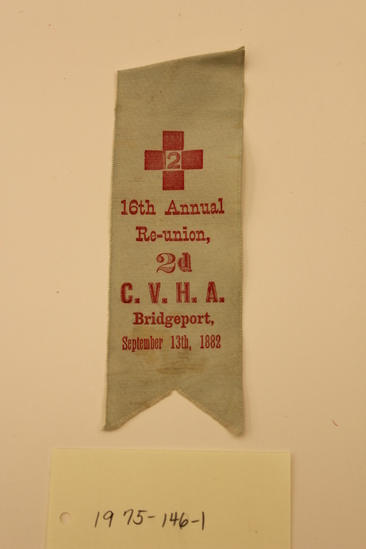 2
16th Annual
Re-union,
2d
C. V. H. A.
Bridgeport,
September 13th, 1882
1975-146-1